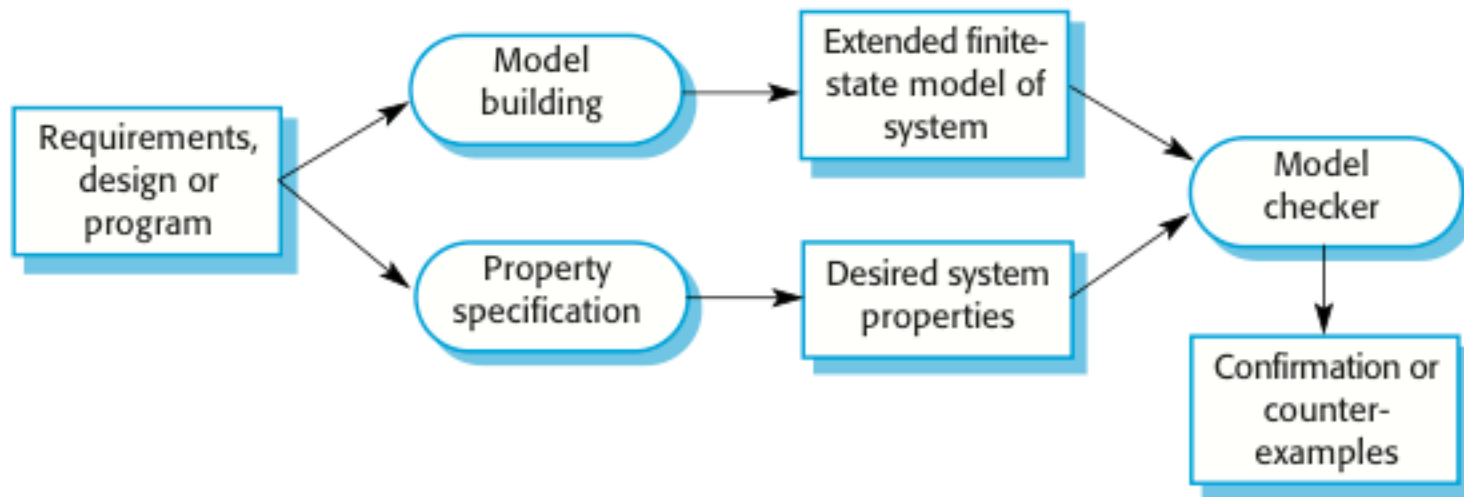 Requirements,
design or
program
Model
building
Extended finite-
state model of
system
Property
specification
Desired system
properties
Model
checker
Confirmation or
counter-
examples